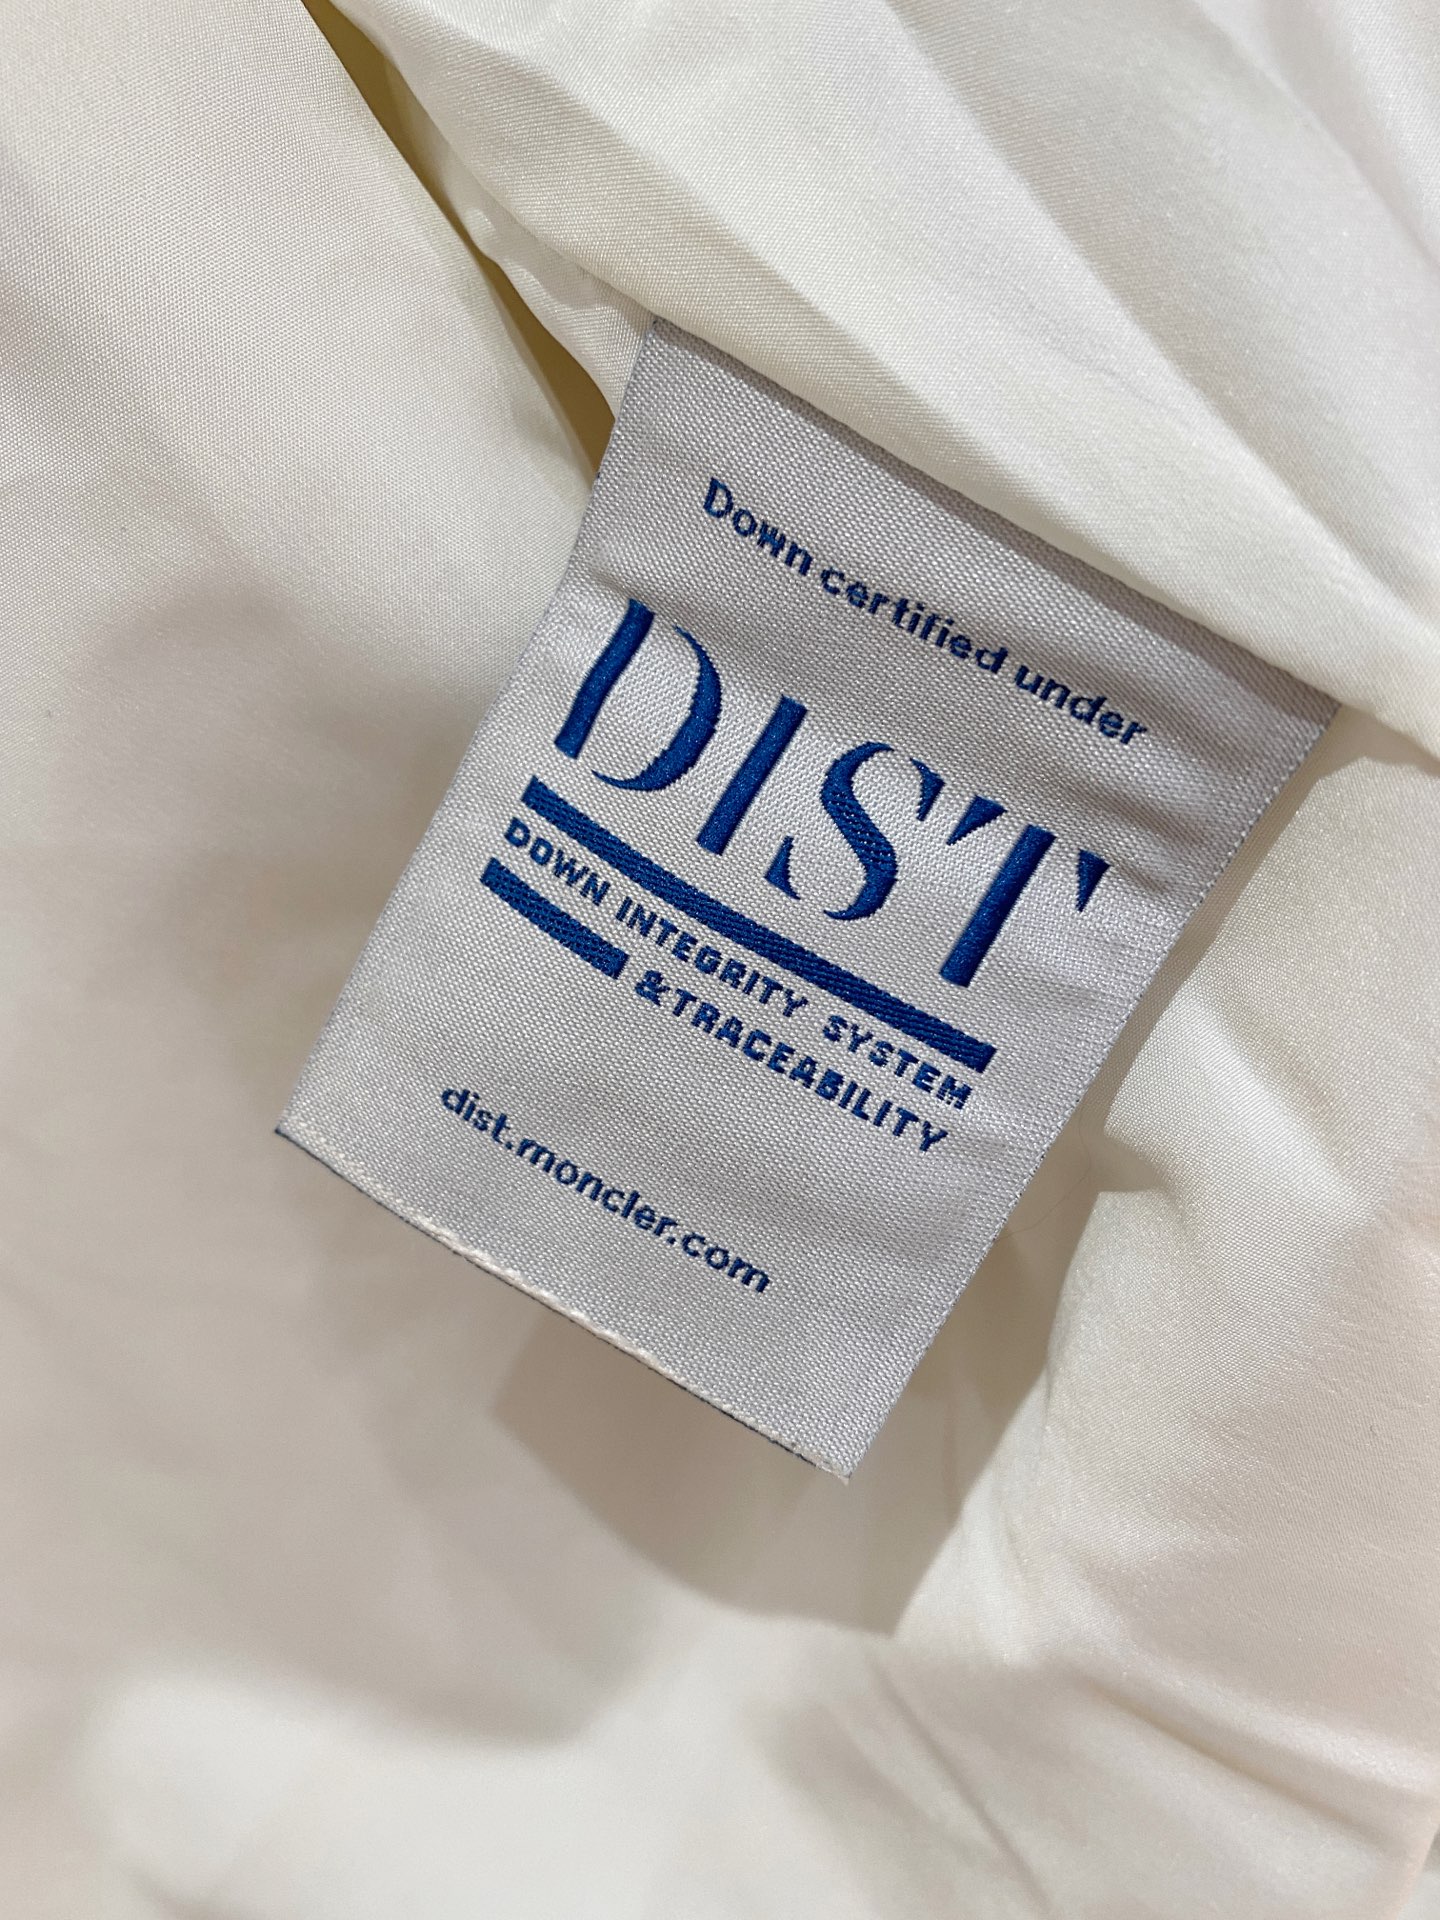 Down certified under
DIST
DOWN INTEGRITY SYSTEM
&TRACEABILITY
dist.moncler.com